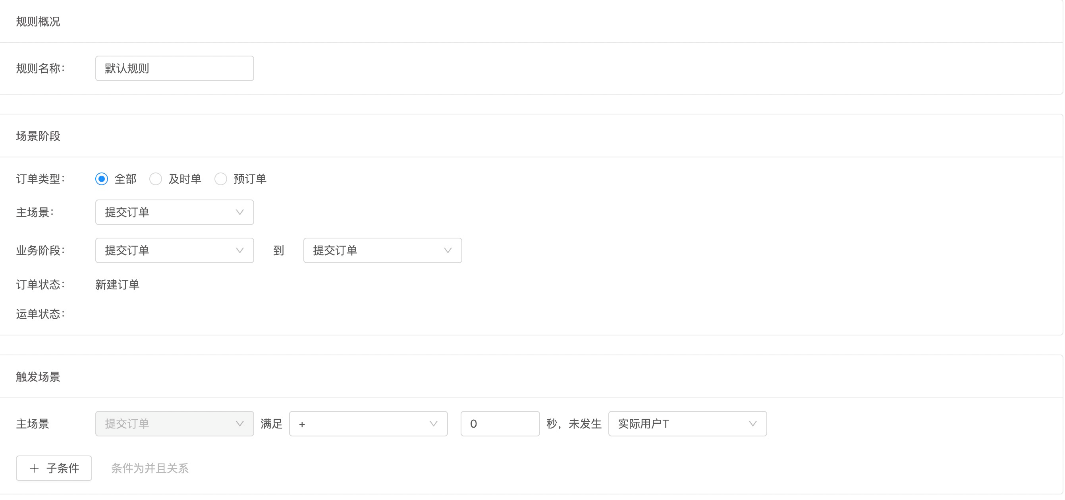 规则概况
规则名称: 默认规则
场景阶段
订单类型: 全部 及时单 预订单
主场景: 提交订单
业务阶段: 提交订单 到 提交订单
订单状态: 新建订单
运单状态:
触发场景
主场景 提交订单 满足 + 0 秒，未发生 实际用户T
+ 子条件 条件为并且关系